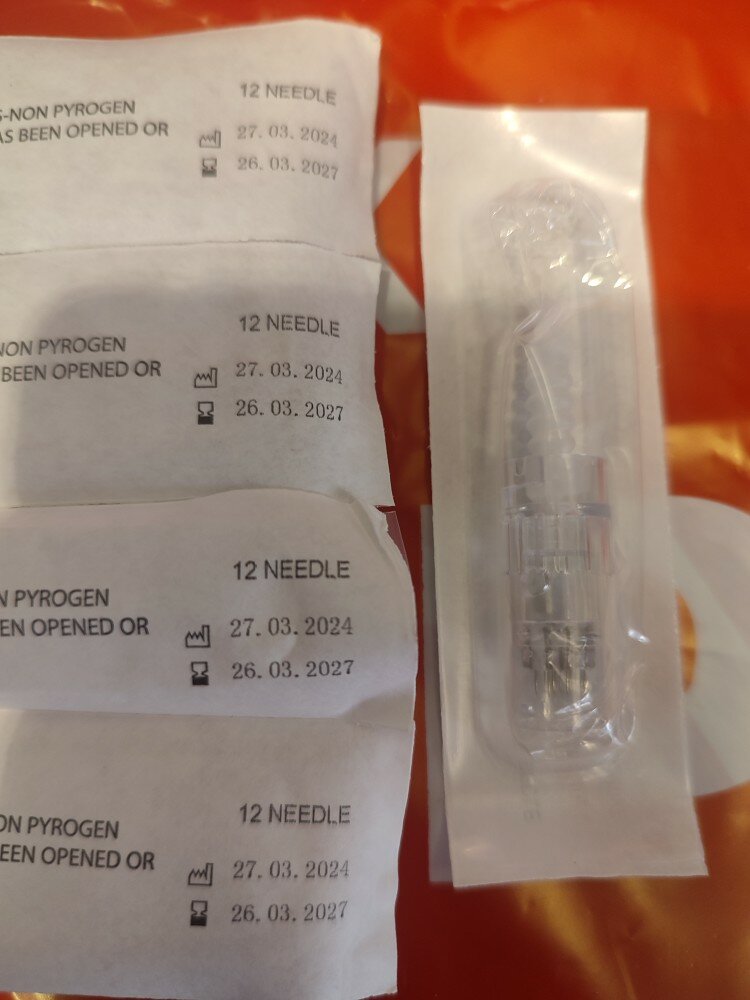 12 NEEDLE
S-NON PYROGEN
AS BEEN OPENED OR
27. 03. 2024
26. 03. 2027
12 NEEDLE
NON PYROGEN
BEEN OPENED OR
27. 03. 2024
26. 03. 2027
12 NEEDLE
N PYROGEN
EN OPENED OR
27. 03. 2024
26. 03. 2027
12 NEEDLE
ON PYROGEN
EEN OPENED OR
27. 03. 2024
26. 03. 2027